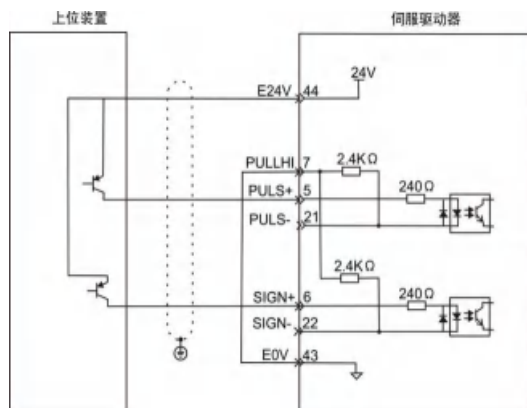 上位装置
伺服驱动器
24V
E24V 44
PULLHI 7
2.4KΩ
PULS+ 5
240Ω
PULS- 21
2.4KΩ
SIGN+ 6
240Ω
SIGN- 22
E0V 43